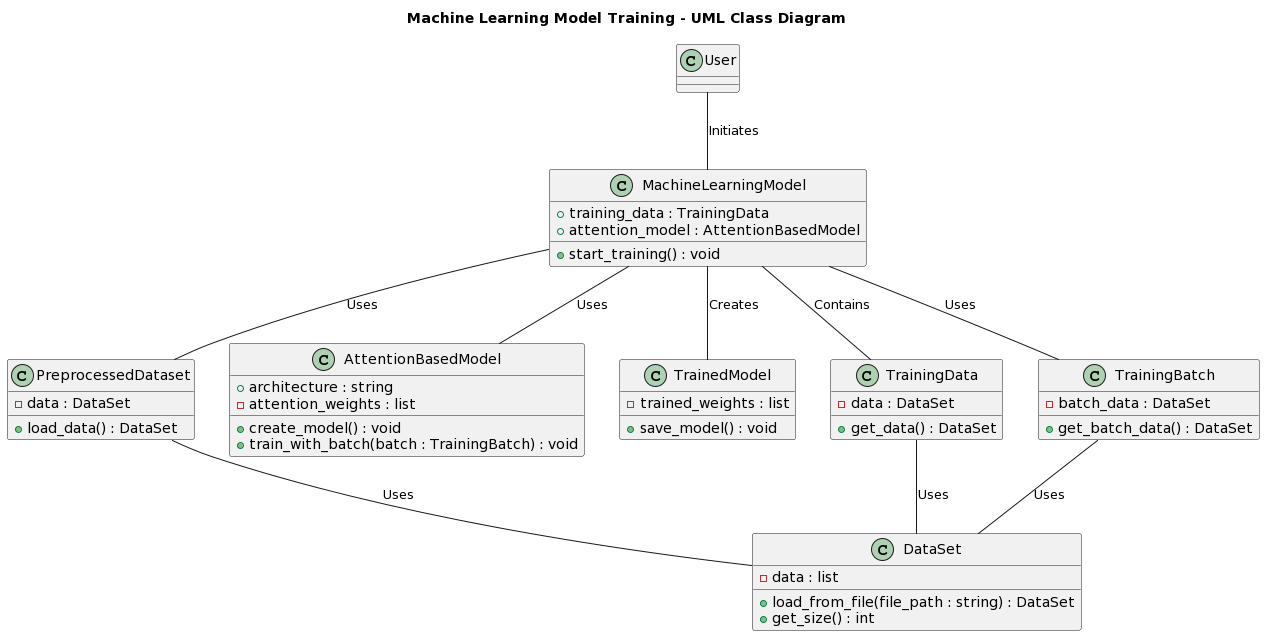 Machine Learning Model Training - UML Class Diagram
C User
Initiates
C MachineLearningModel
training_data : TrainingData
attention_model : AttentionBasedModel
start_training() : void
Uses
Uses
Creates
Contains
Uses
C PreprocessedDataset
data : DataSet
load_data() : DataSet
C AttentionBasedModel
architecture : string
attention_weights : list
create_model() : void
train_with_batch(batch : TrainingBatch) : void
C TrainedModel
trained_weights : list
save_model() : void
C TrainingData
data : DataSet
get_data() : DataSet
C TrainingBatch
batch_data : DataSet
get_batch_data() : DataSet
Uses
Uses
Uses
C DataSet
data : list
load_from_file(file_path : string) : DataSet
get_size() : int